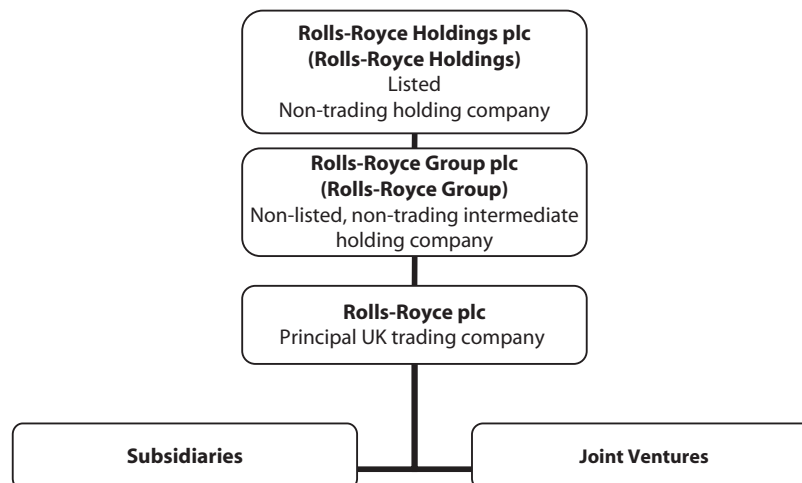 Rolls-Royce Holdings plc
(Rolls-Royce Holdings)
Listed
Non-trading holding company
Rolls-Royce Group plc
(Rolls-Royce Group)
Non-listed, non-trading intermediate
holding company
Rolls-Royce plc
Principal UK trading company
Subsidiaries
Joint Ventures